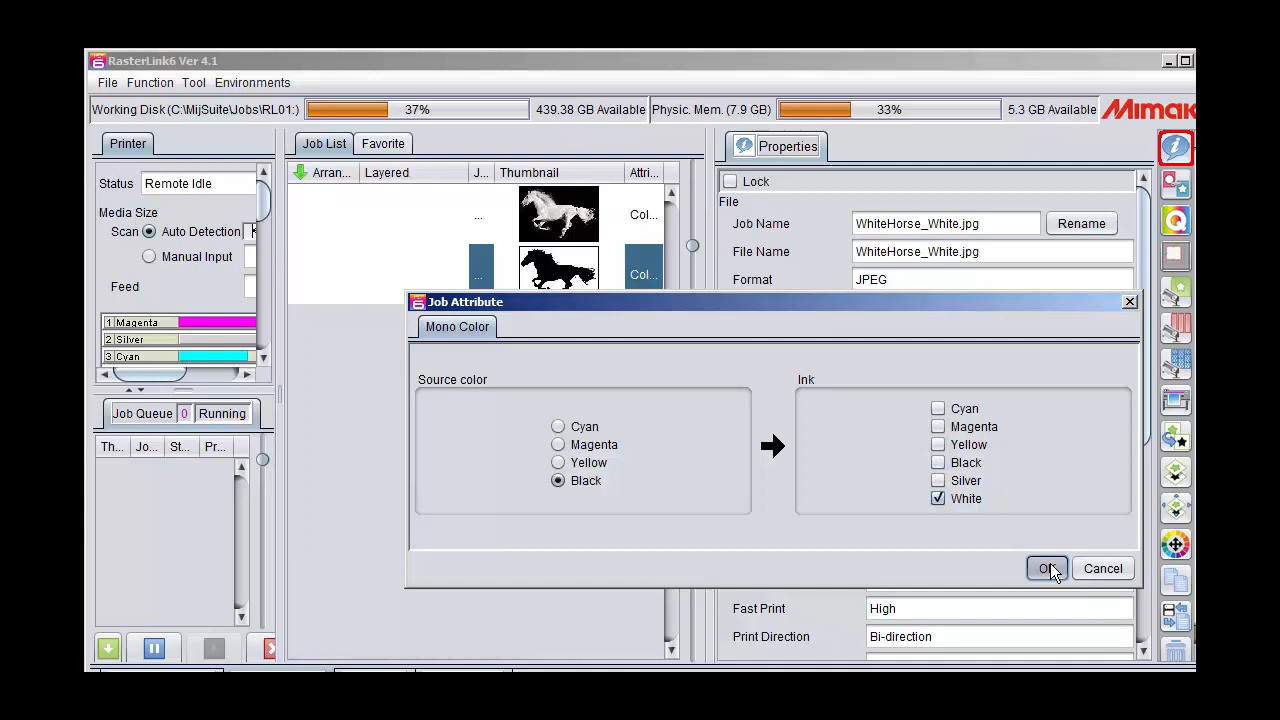 RasterLink6 Ver 4.1
File Function Tool Environments
Working Disk (C:\MijSuite\Jobs\RL01:) 37% 439.38 GB Available Physic. Mem. (7.9 GB) 33% 5.3 GB Available Mimak
Printer
Status Remote Idle
Media Size
Scan Auto Detection
Manual Input
Feed
1 Magenta
2 Silver
3 Cyan
Job Queue 0 Running
Th... Jo... St... Pr...
Job List Favorite
Arran... Layered J... Thumbnail Attri...
... Col...
... Col...
Properties
Lock
File
Job Name WhiteHorse_White.jpg Rename
File Name WhiteHorse_White.jpg
Format JPEG
Job Attribute
Mono Color
Source color
Cyan
Magenta
Yellow
Black
Ink
Cyan
Magenta
Yellow
Black
Silver
White
Cancel
Fast Print High
Print Direction Bi-direction